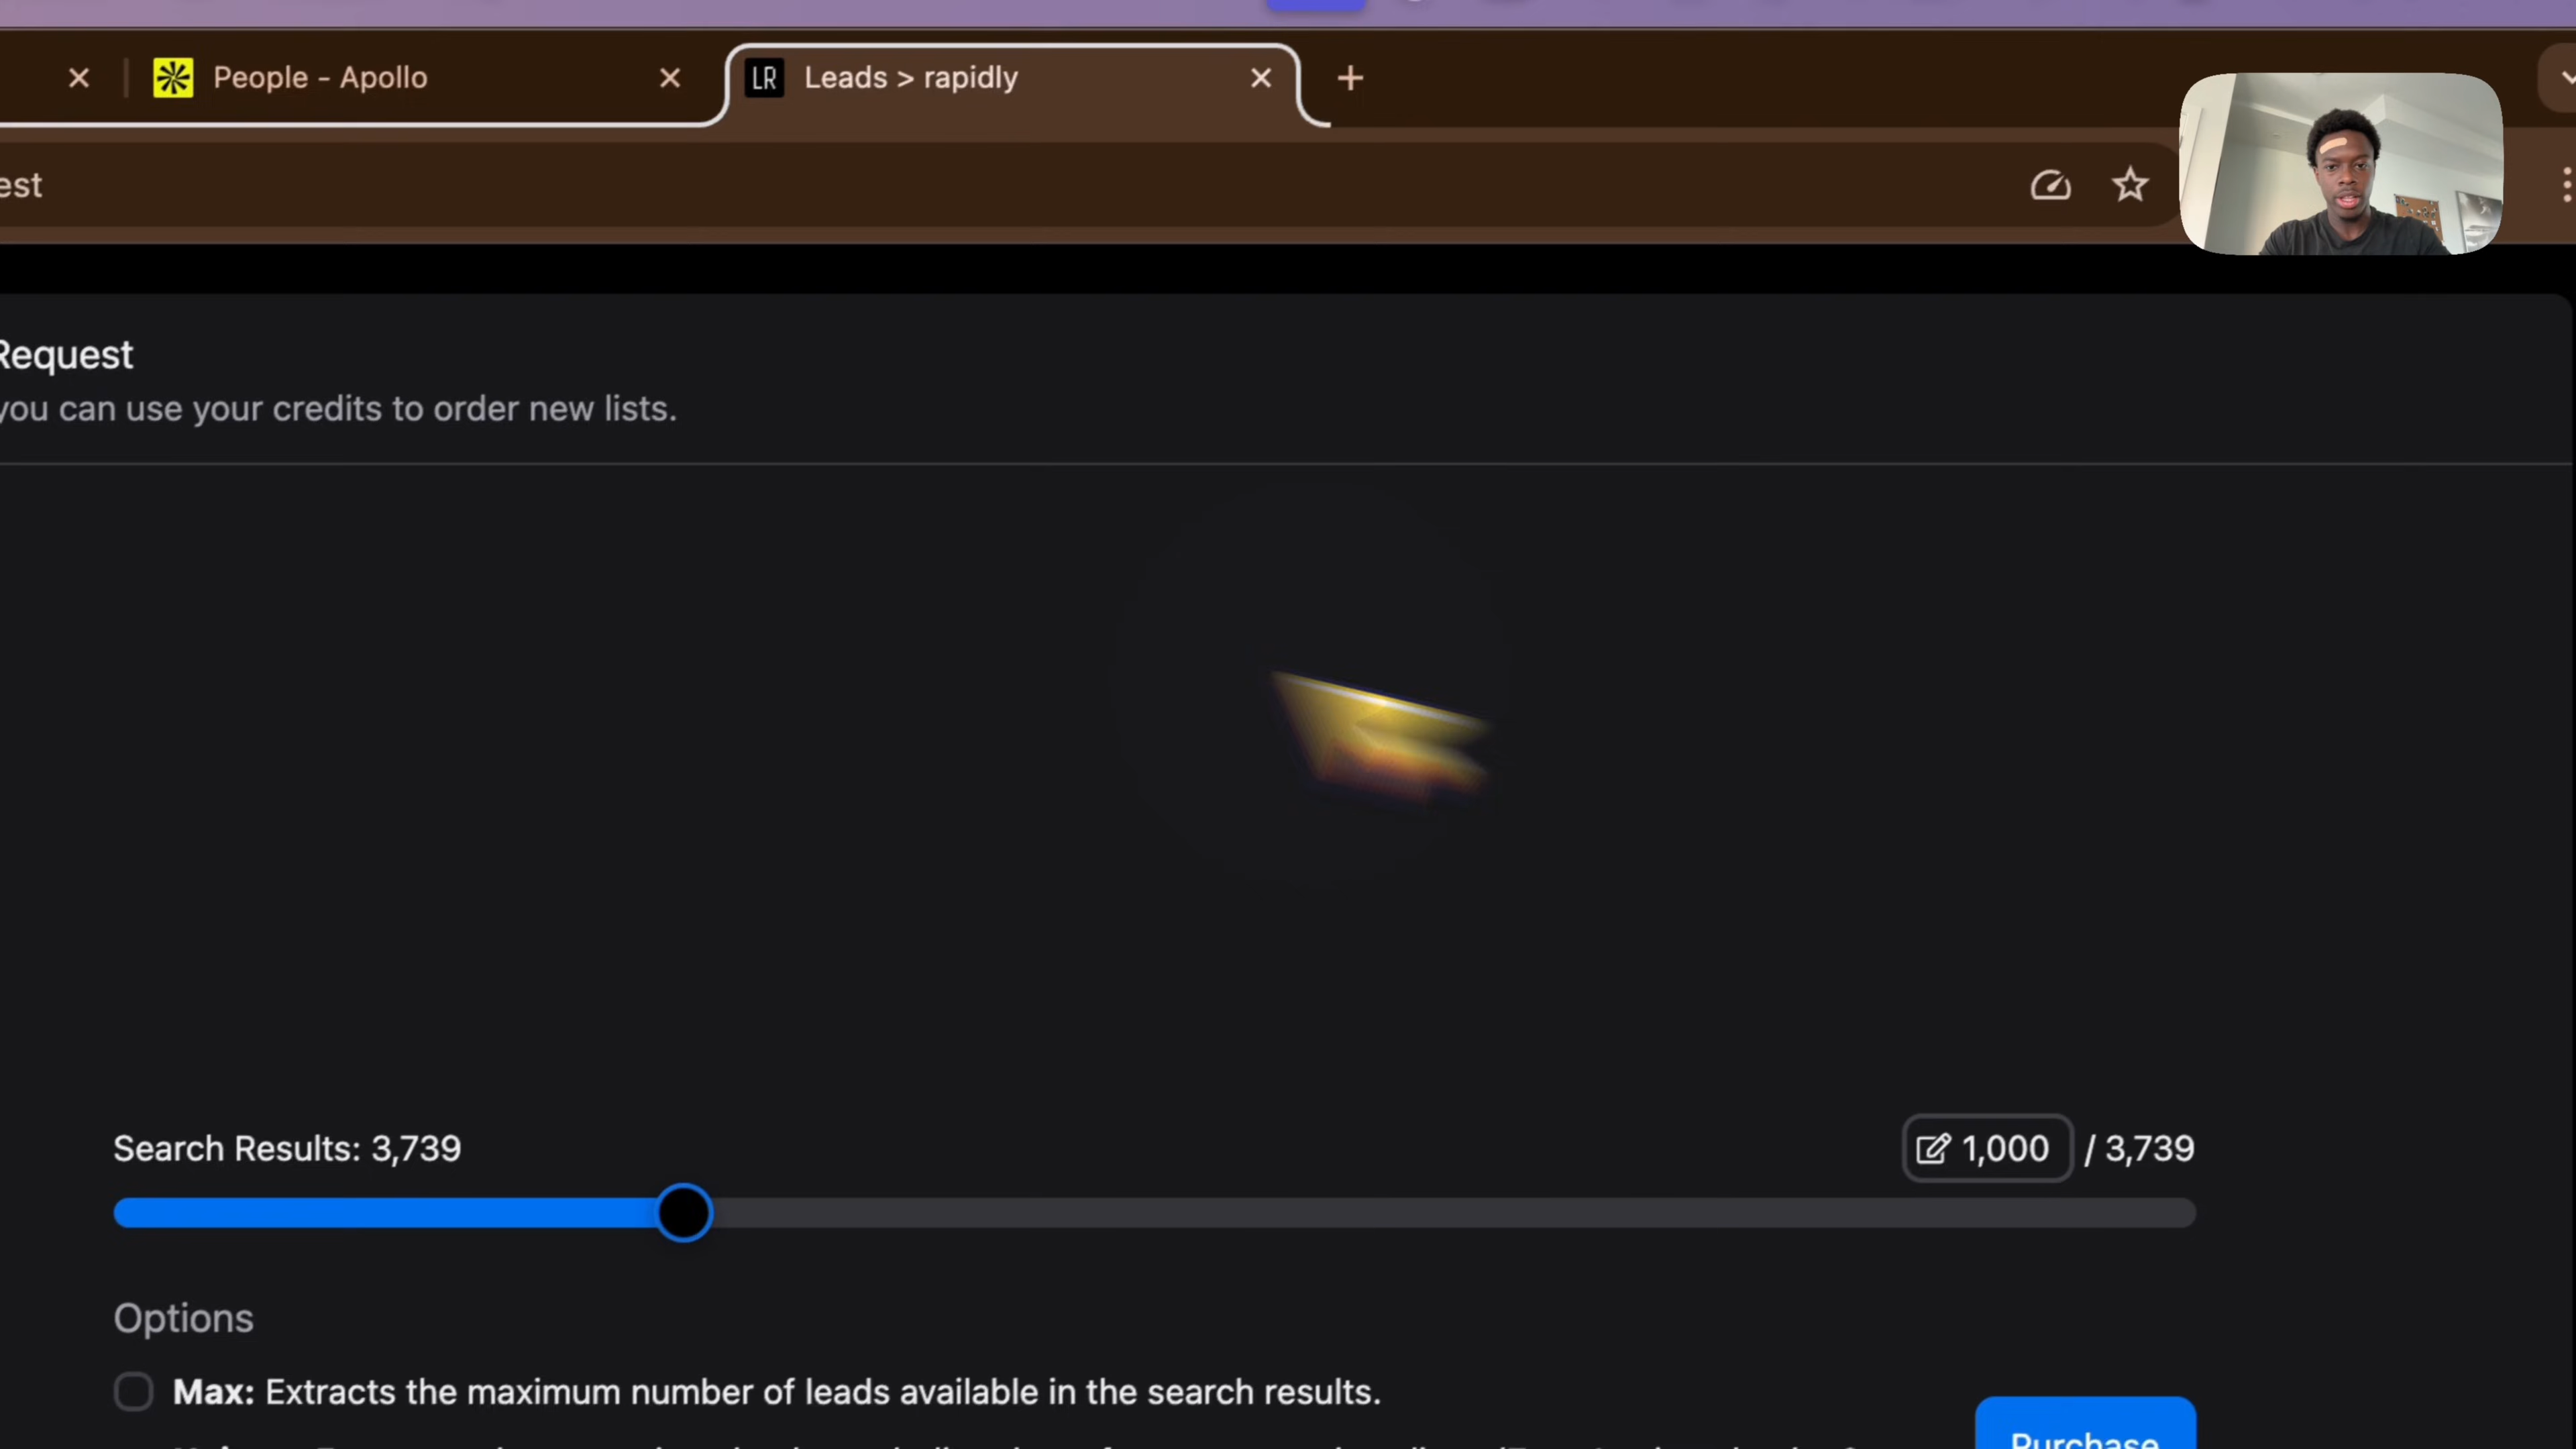 People - Apollo
LR Leads > rapidly
est
Request
you can use your credits to order new lists.
Search Results: 3,739
1,000 / 3,739
Options
Max: Extracts the maximum number of leads available in the search results.
Purchase